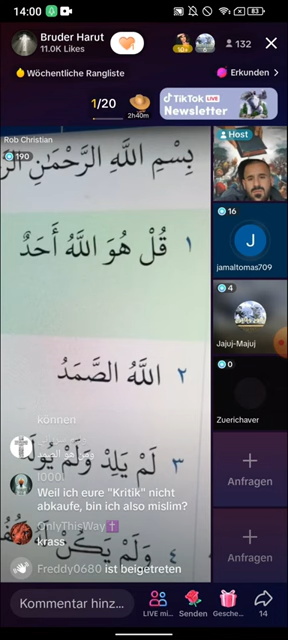 14:00
Bruder Harut
11.0K Likes
10+
6
132
Wöchentliche Rangliste
Erkunden
1/20
2h40m
TikTok LIVE
Newsletter
Rob Christian
190
بِسْمِ اللَّهِ الرَّحْمَٰنِ
١ قُلْ هُوَ اللَّهُ أَحَدٌ
٢ اللَّهُ الصَّمَدُ
٣ لَمْ يَلِدْ وَلَمْ
٤ وَلَمْ يَكُنْ
Host
16
J
jamaltomas709
4
Jajuj-Majuj
0
Zuerichaver
Anfragen
Anfragen
können
الصمد
Weil ich eure "Kritik" nicht
abkaufe, bin ich also mislim?
OnlyThisWay✝️
krass
Freddy0680 ist beigetreten
Kommentar hinz...
LIVE mi...
Senden
Gesche...
14